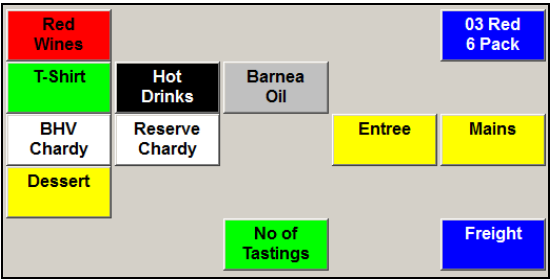 Red
Wines
03 Red
6 Pack
T-Shirt
Hot
Drinks
Barnea
Oil
BHV
Chardy
Reserve
Chardy
Entree
Mains
Dessert
No of
Tastings
Freight